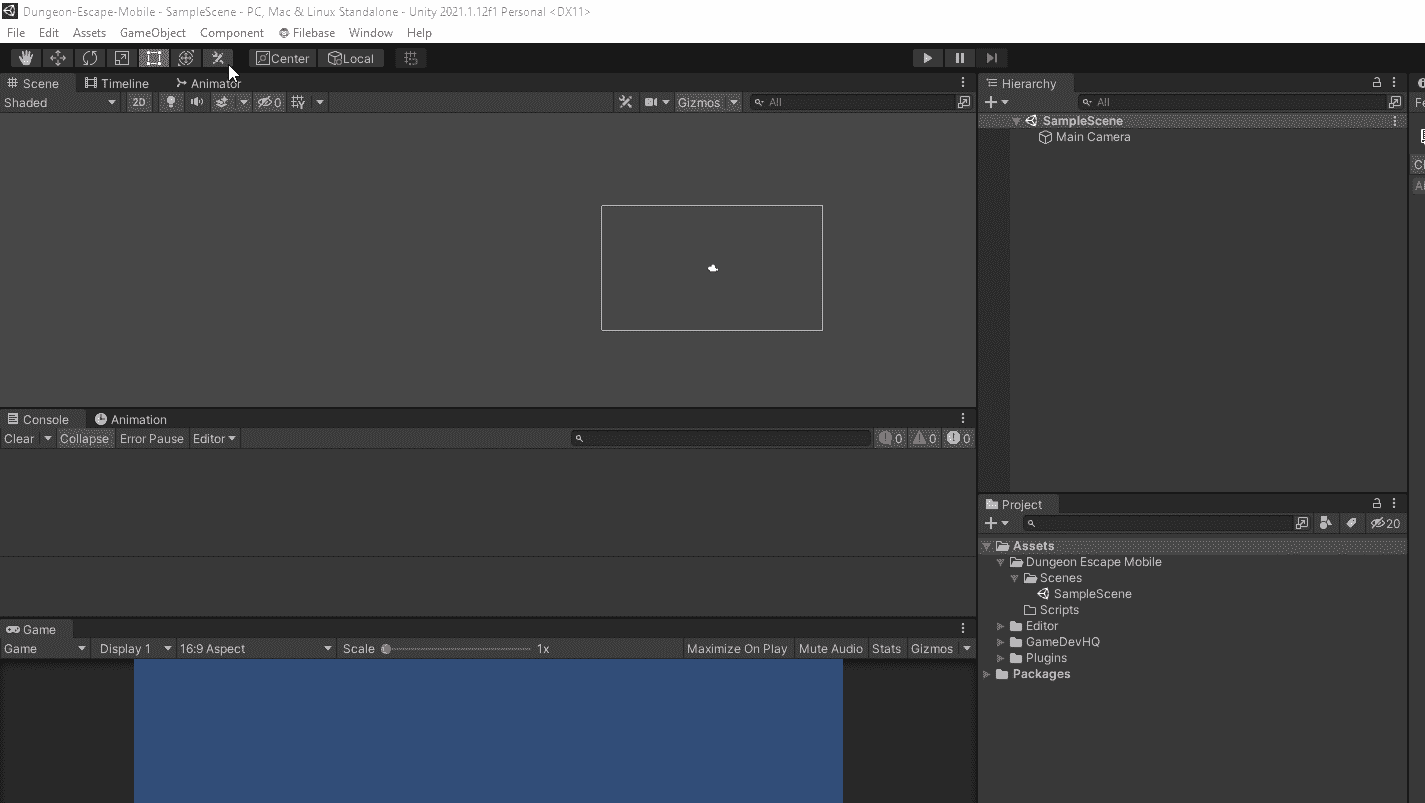 Dungeon-Escape-Mobile - SampleScene - PC, Mac & Linux Standalone - Unity 2021.1.12f1 Personal <DX11>
File Edit Assets GameObject Component Filebase Window Help
Center Local
Scene Timeline Animator
Shaded 2D 0 Gizmos All
Hierarchy
All
SampleScene
Main Camera
Console Animation
Clear Collapse Error Pause Editor 0 0 0
Project
20
Assets
Dungeon Escape Mobile
Scenes
SampleScene
Scripts
Editor
GameDevHQ
Plugins
Packages
Game
Game Display 1 16:9 Aspect Scale 1x Maximize On Play Mute Audio Stats Gizmos